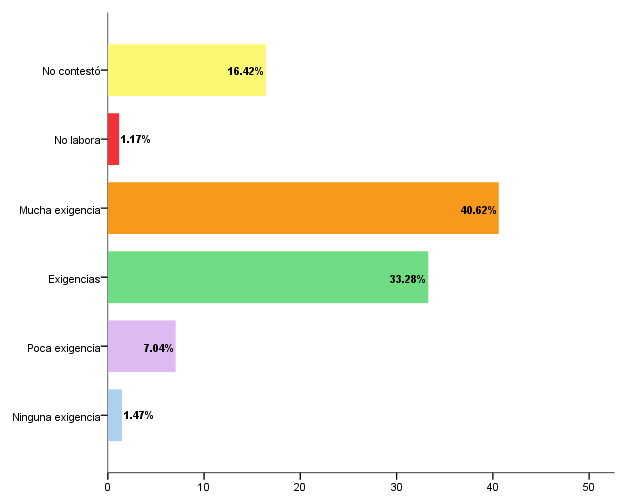 No contestó
16.42%
No labora
1.17%
Mucha exigencia
40.62%
Exigencias
33.28%
Poca exigencia
7.04%
Ninguna exigencia
1.47%
0 10 20 30 40 50